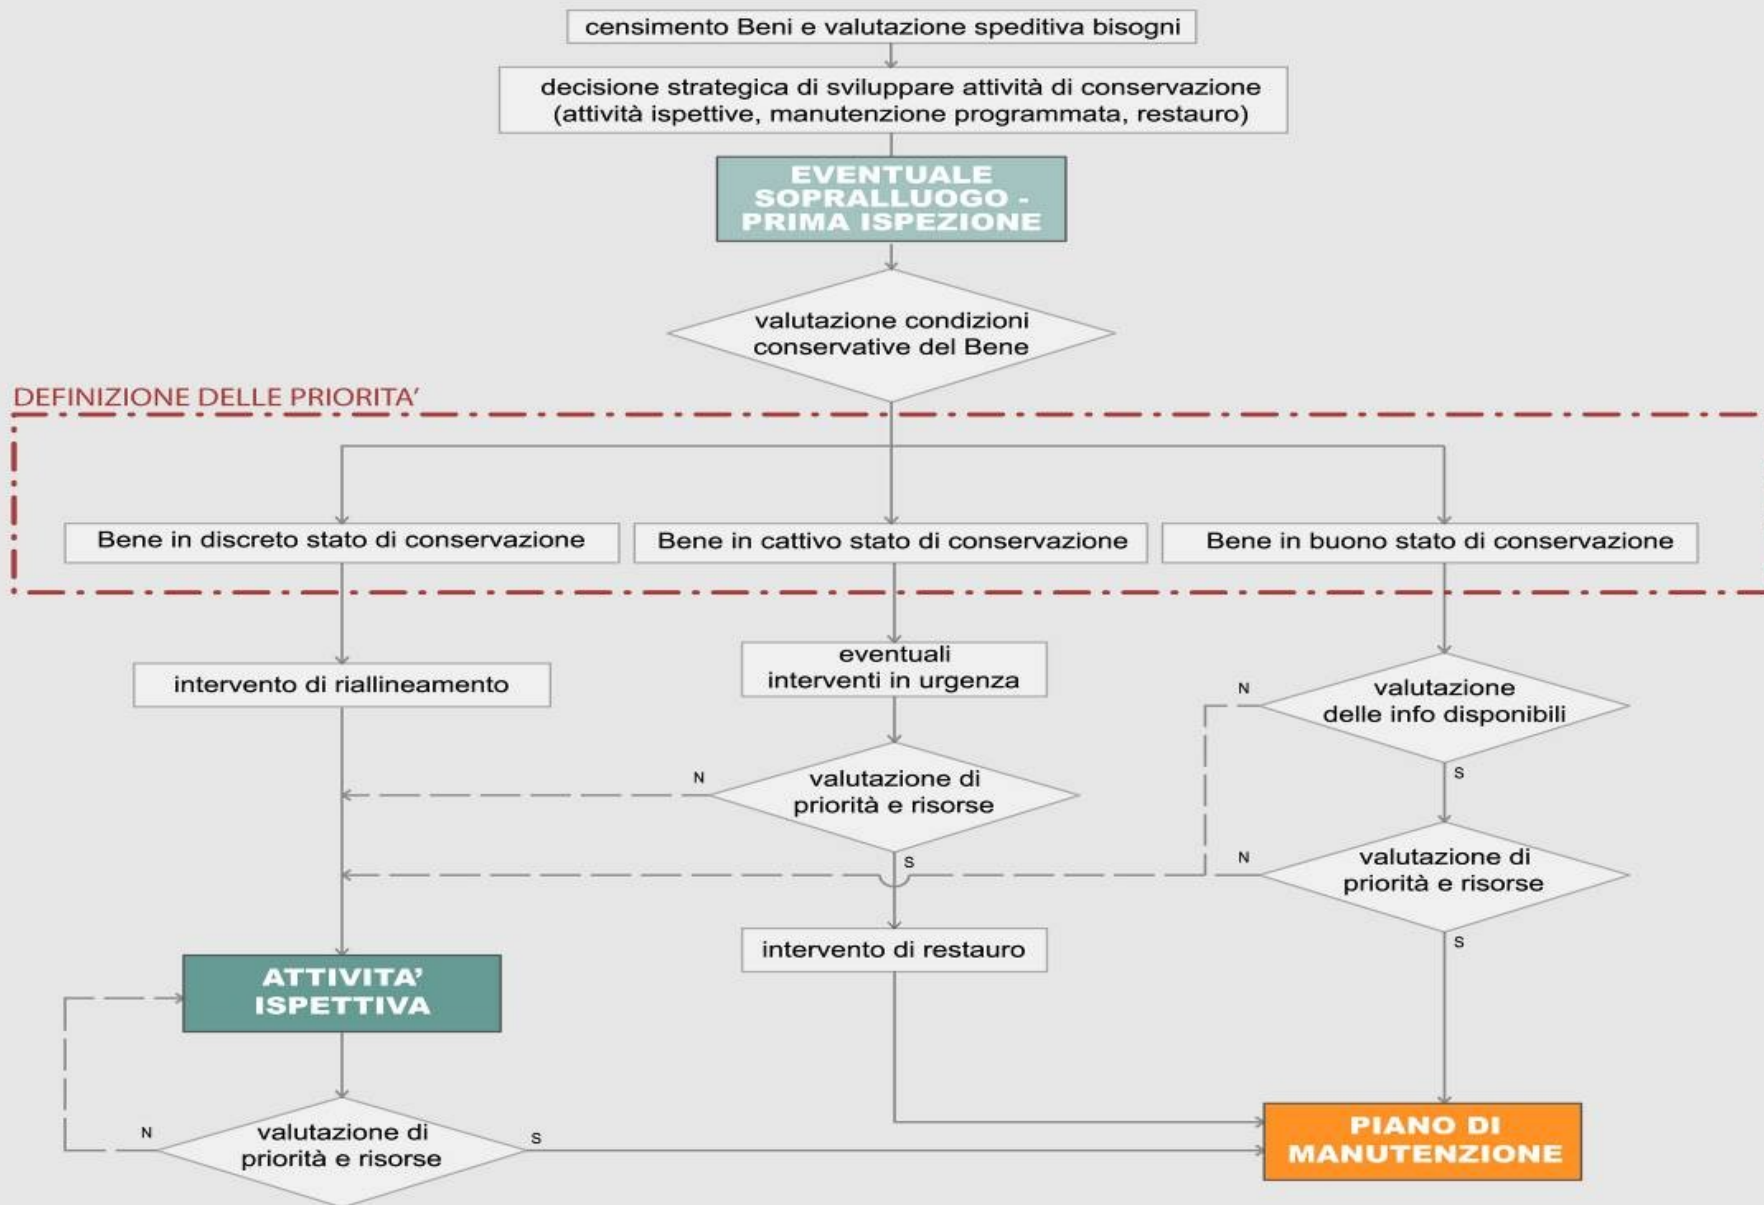 censimento Beni e valutazione speditiva bisogni
decisione strategica di sviluppare attività di conservazione
(attività ispettive, manutenzione programmata, restauro)
EVENTUALE
SOPRALLUOGO -
PRIMA ISPEZIONE
valutazione condizioni
conservative del Bene
DEFINIZIONE DELLE PRIORITA’
Bene in discreto stato di conservazione
Bene in cattivo stato di conservazione
Bene in buono stato di conservazione
intervento di riallineamento
eventuali
interventi in urgenza
N
valutazione
delle info disponibili
S
N
valutazione di
priorità e risorse
S
N
valutazione di
priorità e risorse
S
intervento di restauro
ATTIVITA’
ISPETTIVA
N
valutazione di
priorità e risorse
S
PIANO DI
MANUTENZIONE